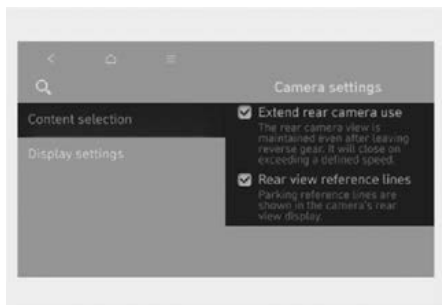 Camera settings
Content selection
Display settings
Extend rear camera use
The rear camera view is
maintained even after leaving
reverse gear. It will close on
exceeding a defined speed.
Rear view reference lines
Parking reference lines are
shown in the camera's rear
view display.